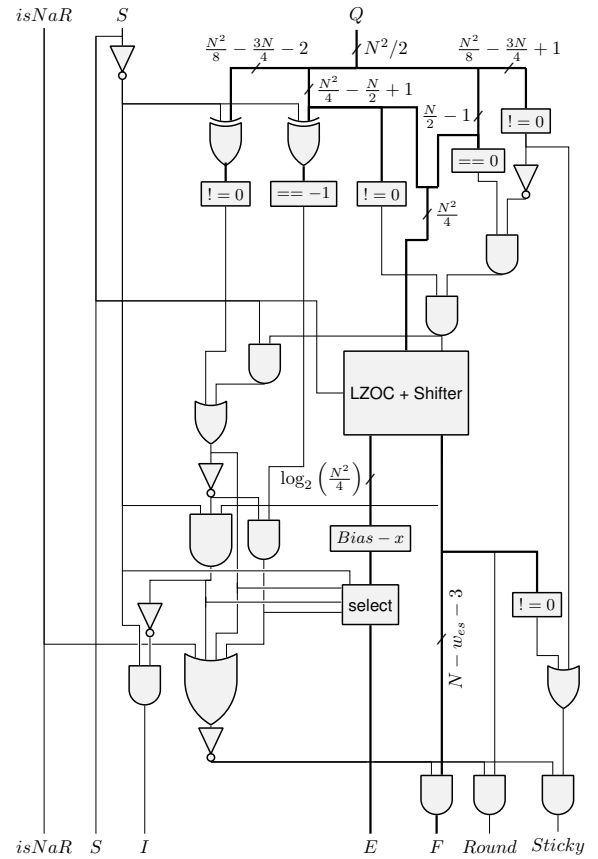 isNaR S Q
N²/8 − 3N/4 − 2 N²/2 N²/8 − 3N/4 + 1
N²/4 − N/2 + 1
N/2 − 1 ! = 0
== 0
! = 0 == −1 ! = 0
N²/4
LZOC + Shifter
log₂ (N²/4)
Bias − x
select ! = 0
N − w_es − 3
isNaR S I E F Round Sticky